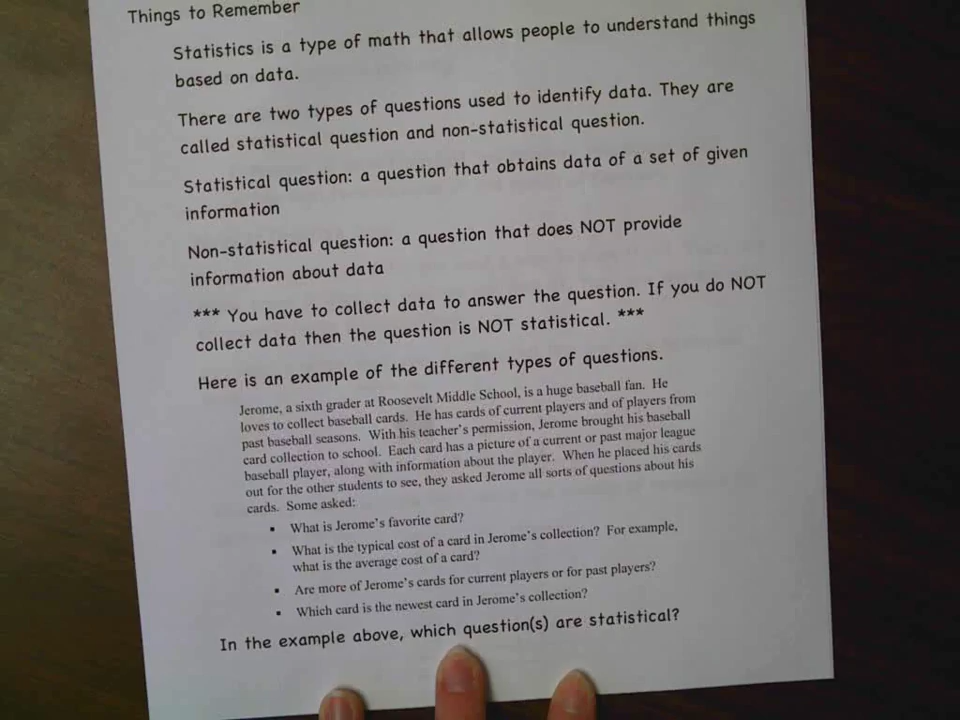 Things to Remember
Statistics is a type of math that allows people to understand things
based on data.
There are two types of questions used to identify data. They are
called statistical question and non-statistical question.
Statistical question: a question that obtains data of a set of given
information
Non-statistical question: a question that does NOT provide
information about data
*** You have to collect data to answer the question. If you do NOT
collect data then the question is NOT statistical. ***
Here is an example of the different types of questions.
Jerome, a sixth grader at Roosevelt Middle School, is a huge baseball fan. He
loves to collect baseball cards. He has cards of current players and of players from
past baseball seasons. With his teacher's permission, Jerome brought his baseball
card collection to school. Each card has a picture of a current or past major league
baseball player, along with information about the player. When he placed his cards
out for the other students to see, they asked Jerome all sorts of questions about his
cards. Some asked:
• What is Jerome's favorite card?
• What is the typical cost of a card in Jerome's collection? For example,
what is the average cost of a card?
• Are more of Jerome's cards for current players or for past players?
• Which card is the newest card in Jerome's collection?
In the example above, which question(s) are statistical?